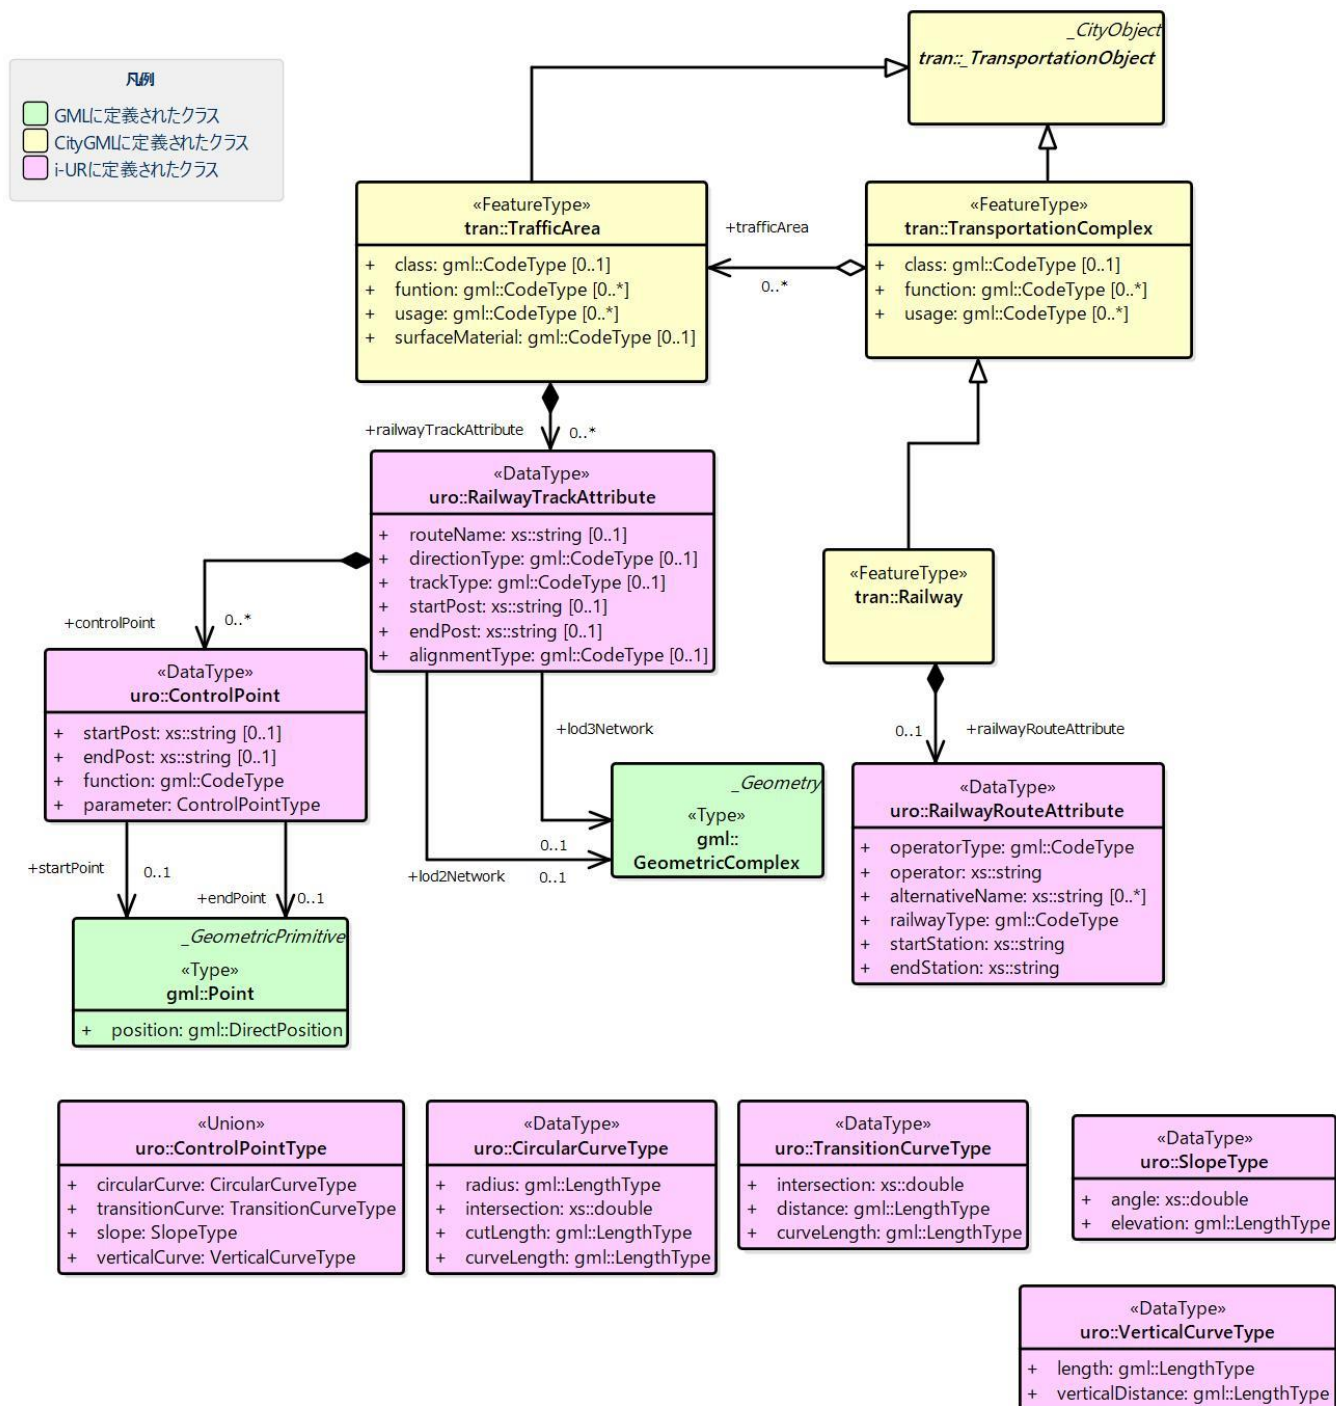 凡例
GMLに定義されたクラス
CityGMLに定義されたクラス
i-URに定義されたクラス
_CityObject
tran::_TransportationObject
«FeatureType»
tran::TrafficArea
+ class: gml::CodeType [0..1]
+ funtion: gml::CodeType [0..*]
+ usage: gml::CodeType [0..*]
+ surfaceMaterial: gml::CodeType [0..1]
+trafficArea
0..*
«FeatureType»
tran::TransportationComplex
+ class: gml::CodeType [0..1]
+ function: gml::CodeType [0..*]
+ usage: gml::CodeType [0..*]
+railwayTrackAttribute
0..*
«DataType»
uro::RailwayTrackAttribute
+ routeName: xs::string [0..1]
+ directionType: gml::CodeType [0..1]
+ trackType: gml::CodeType [0..1]
+ startPost: xs::string [0..1]
+ endPost: xs::string [0..1]
+ alignmentType: gml::CodeType [0..1]
«FeatureType»
tran::Railway
+controlPoint
0..*
«DataType»
uro::ControlPoint
+ startPost: xs::string [0..1]
+ endPost: xs::string [0..1]
+ function: gml::CodeType
+ parameter: ControlPointType
+lod3Network
0..1
+lod2Network
0..1
_Geometry
«Type»
gml::
GeometricComplex
0..1
+railwayRouteAttribute
«DataType»
uro::RailwayRouteAttribute
+ operatorType: gml::CodeType
+ operator: xs::string
+ alternativeName: xs::string [0..*]
+ railwayType: gml::CodeType
+ startStation: xs::string
+ endStation: xs::string
+startPoint
0..1
+endPoint
0..1
_GeometricPrimitive
«Type»
gml::Point
+ position: gml::DirectPosition
«Union»
uro::ControlPointType
+ circularCurve: CircularCurveType
+ transitionCurve: TransitionCurveType
+ slope: SlopeType
+ verticalCurve: VerticalCurveType
«DataType»
uro::CircularCurveType
+ radius: gml::LengthType
+ intersection: xs::double
+ cutLength: gml::LengthType
+ curveLength: gml::LengthType
«DataType»
uro::TransitionCurveType
+ intersection: xs::double
+ distance: gml::LengthType
+ curveLength: gml::LengthType
«DataType»
uro::SlopeType
+ angle: xs::double
+ elevation: gml::LengthType
«DataType»
uro::VerticalCurveType
+ length: gml::LengthType
+ verticalDistance: gml::LengthType